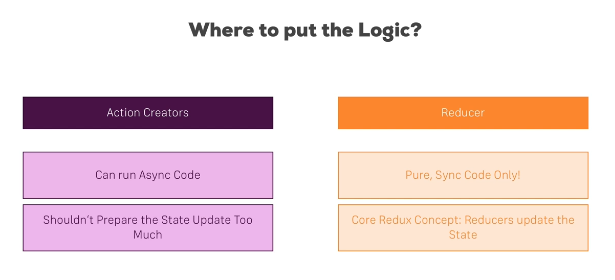 Where to put the Logic?
Action Creators
Reducer
Can run Async Code
Pure, Sync Code Only!
Shouldn't Prepare the State Update Too
Much
Core Redux Concept: Reducers update the
State